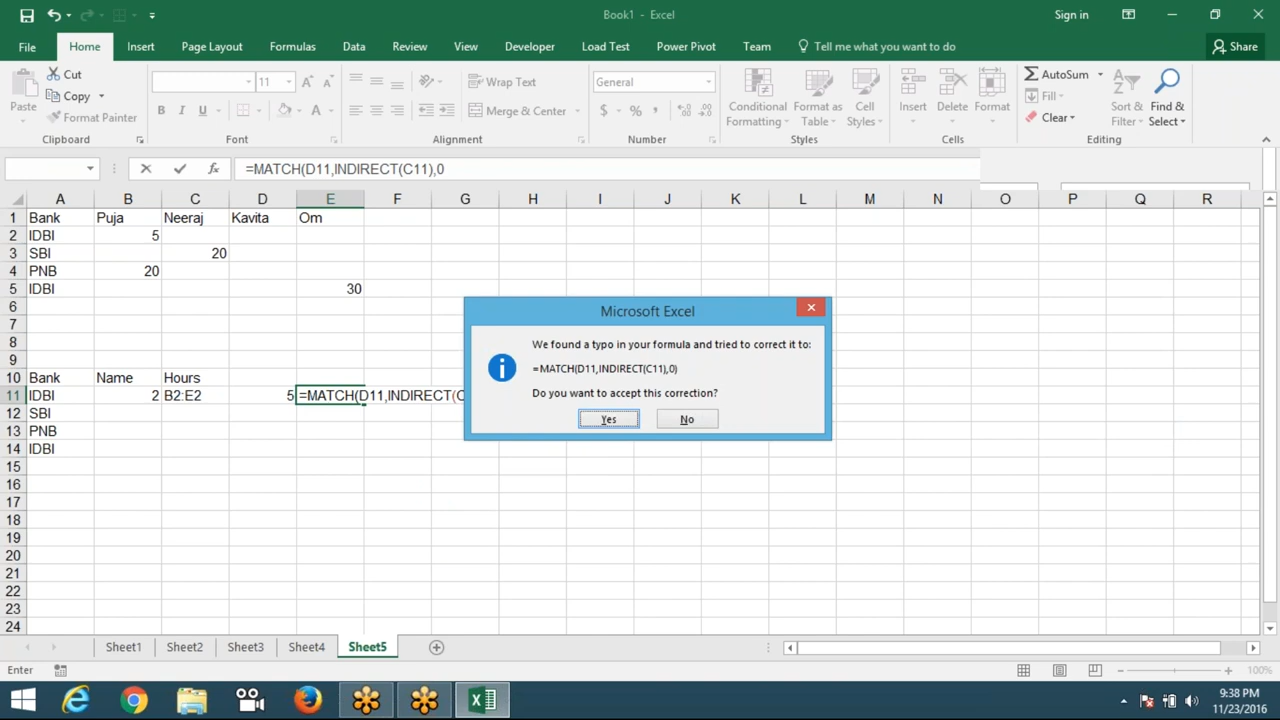 Book1 - Excel
Sign in
File Home Insert Page Layout Formulas Data Review View Developer Load Test Power Pivot Team Tell me what you want to do Share
Paste
Cut
Copy
Format Painter
Clipboard
11 A A
B I U A
Font
Wrap Text
Merge & Center
Alignment
General
$ % ,
Number
Conditional Formatting
Format as Table
Cell Styles
Styles
Insert Delete Format
Cells
AutoSum
Fill
Clear
Sort & Filter
Find & Select
Editing
fx =MATCH(D11,INDIRECT(C11),0
A B C D E F G H I J K L M N O P Q R
1 Bank Puja Neeraj Kavita Om
2 IDBI 5
3 SBI 20
4 PNB 20
5 IDBI 30
6
7
8
9
10 Bank Name Hours
11 IDBI 2 B2:E2 5 =MATCH(D11,INDIRECT(C
12 SBI
13 PNB
14 IDBI
15
16
17
18
19
20
21
22
23
24
Microsoft Excel
We found a typo in your formula and tried to correct it to:
=MATCH(D11,INDIRECT(C11),0)
Do you want to accept this correction?
Yes No
Sheet1 Sheet2 Sheet3 Sheet4 Sheet5
Enter
100%
9:38 PM
11/23/2016